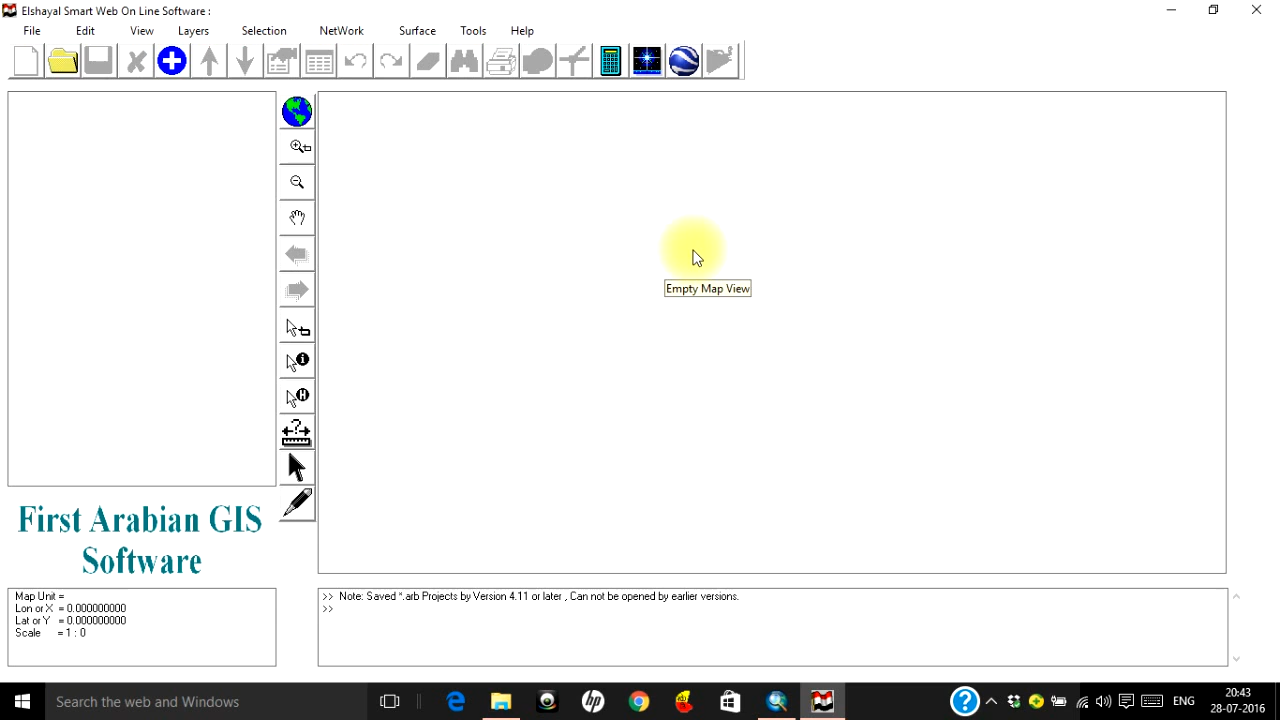 Elshayal Smart Web On Line Software :
File Edit View Layers Selection NetWork Surface Tools Help
Empty Map View
First Arabian GIS
Software
Map Unit =
Lon or X = 0.000000000
Lat or Y = 0.000000000
Scale = 1 : 0
>> Note: Saved *.arb Projects by Version 4.11 or later , Can not be opened by earlier versions.
>>
Search the web and Windows
ENG
20:43
28-07-2016